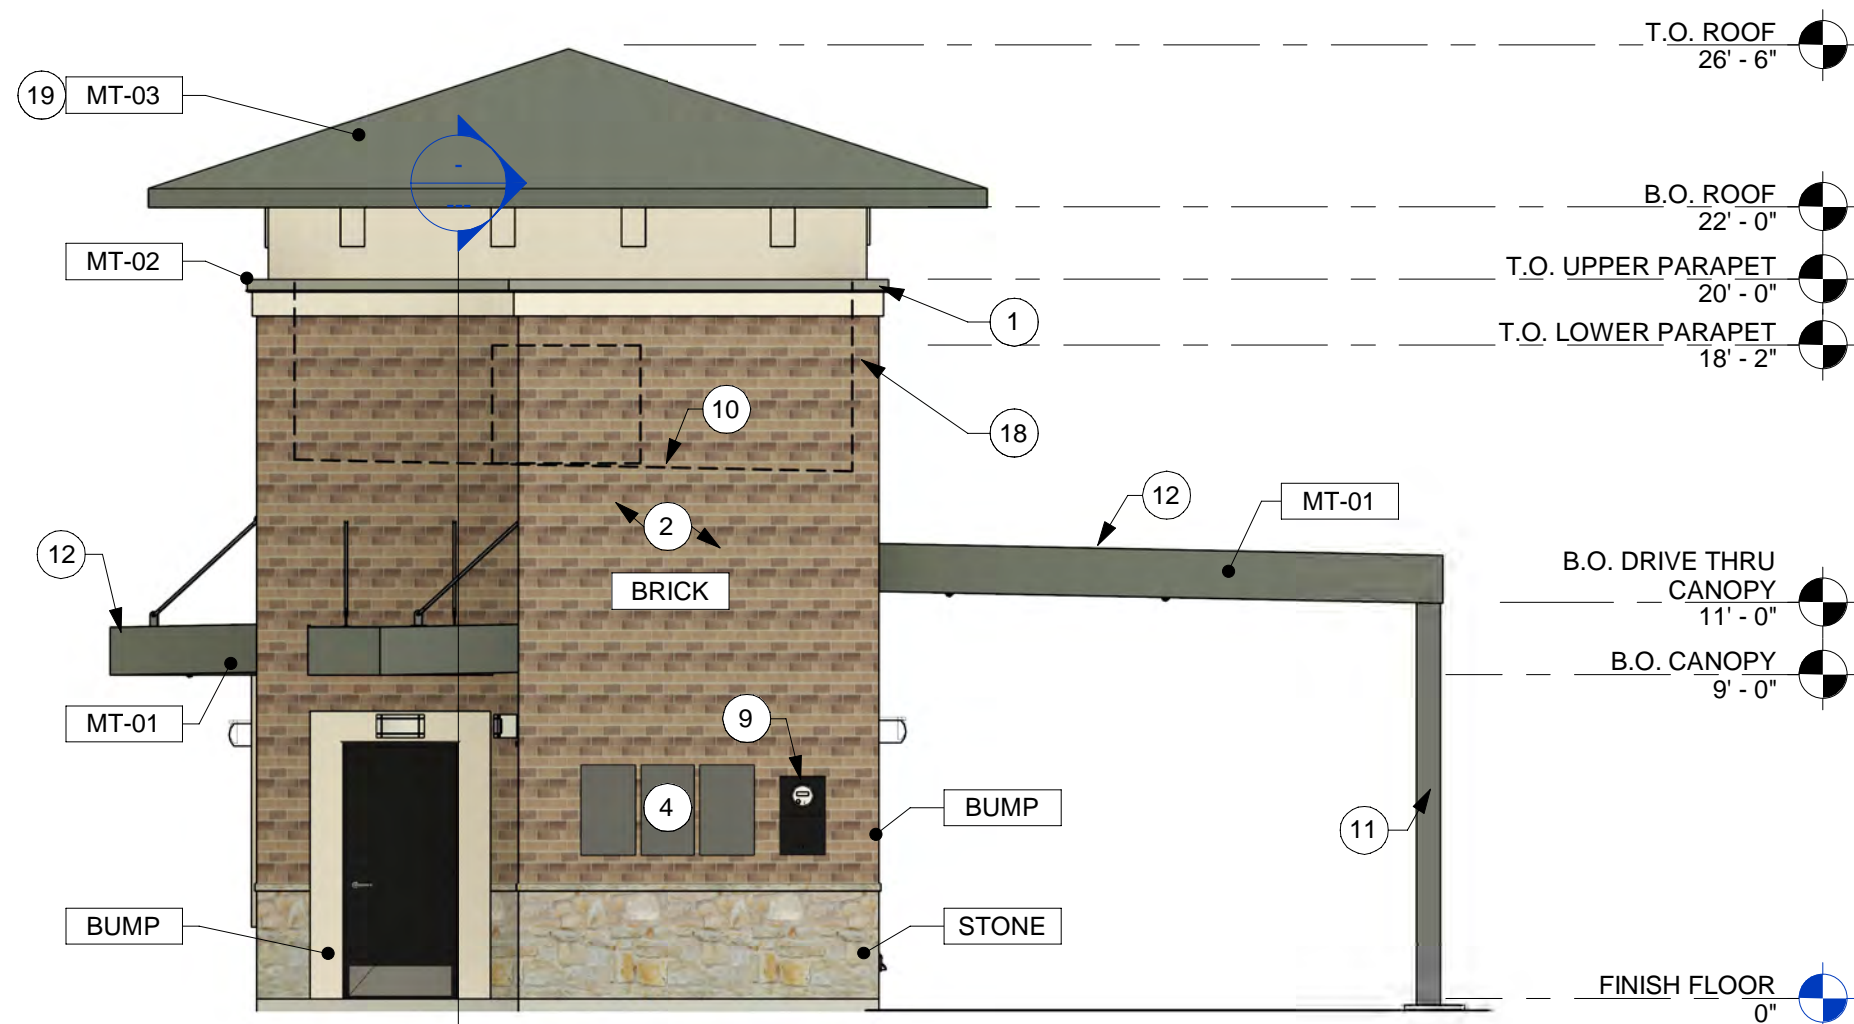 T.O. ROOF
26' - 6"
19 MT-03
-
---
B.O. ROOF
22' - 0"
MT-02
T.O. UPPER PARAPET
20' - 0"
1
T.O. LOWER PARAPET
18' - 2"
10
18
12
MT-01
2
12
BRICK
B.O. DRIVE THRU
CANOPY
11' - 0"
B.O. CANOPY
9' - 0"
MT-01
9
4
BUMP
11
BUMP
STONE
FINISH FLOOR
0"